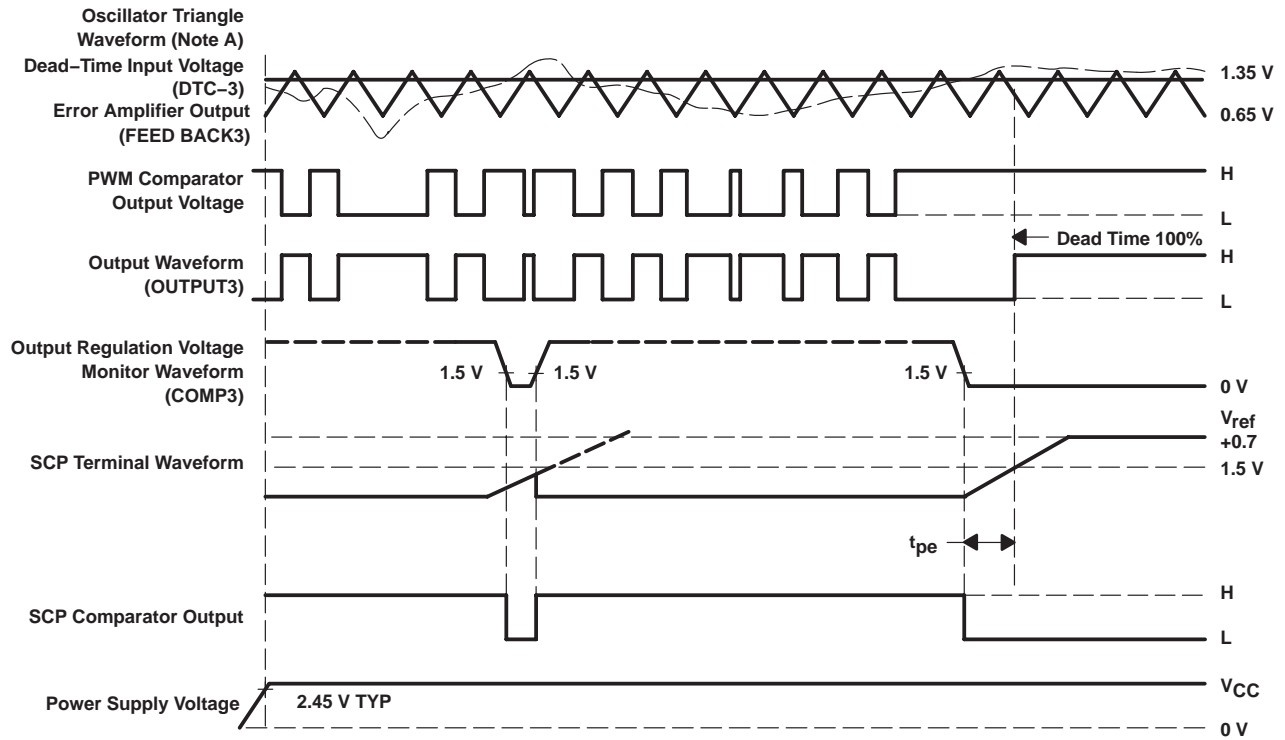 Oscillator Triangle
Waveform (Note A)
Dead−Time Input Voltage
(DTC−3)
Error Amplifier Output
(FEED BACK3)
1.35 V
0.65 V
PWM Comparator
Output Voltage
H
L
Dead Time 100%
Output Waveform
(OUTPUT3)
H
L
Output Regulation Voltage
Monitor Waveform
(COMP3)
1.5 V
1.5 V
1.5 V
0 V
SCP Terminal Waveform
Vref
+0.7
1.5 V
tpe
SCP Comparator Output
H
L
Power Supply Voltage
2.45 V TYP
VCC
0 V